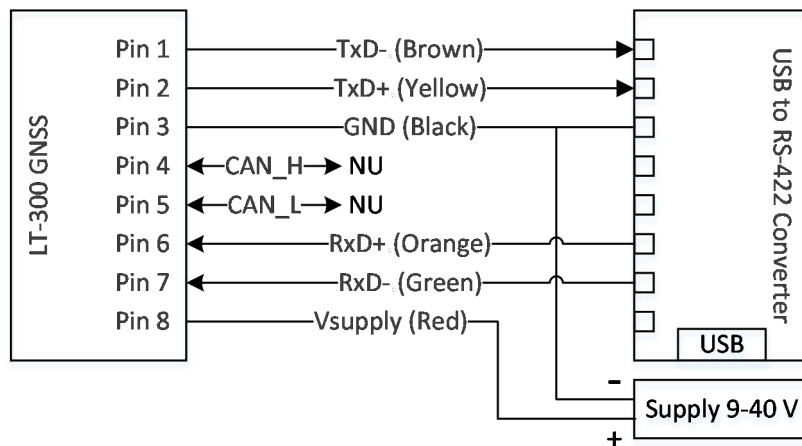 LT-300 GNSS
Pin 1 TxD- (Brown)
Pin 2 TxD+ (Yellow)
Pin 3 GND (Black)
Pin 4 CAN_H NU
Pin 5 CAN_L NU
Pin 6 RxD+ (Orange)
Pin 7 RxD- (Green)
Pin 8 Vsupply (Red)
USB to RS-422 Converter
USB
-
Supply 9-40 V
+